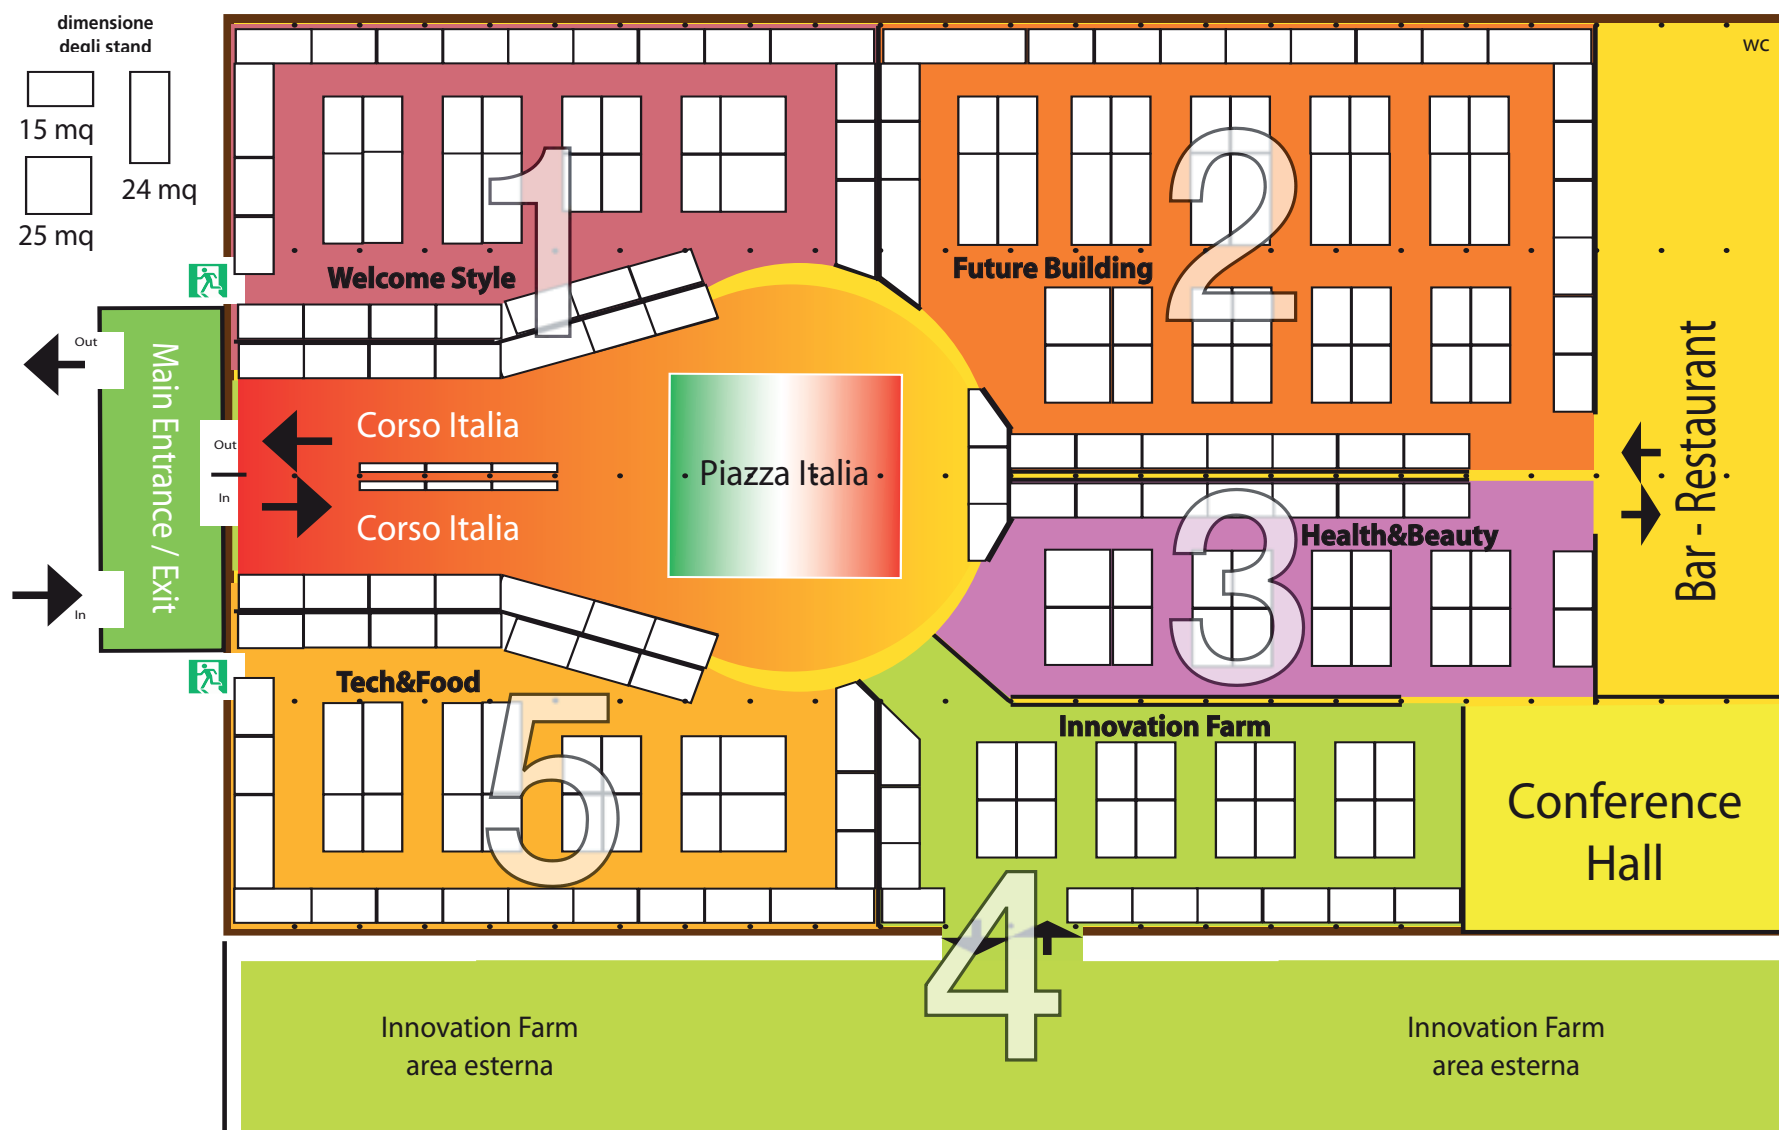 dimensione
degli stand
15 mq
24 mq
25 mq
1
Welcome Style
2
Future Building
WC
Out
Main Entrance / Exit
In
Out
In
Corso Italia
Corso Italia
Piazza Italia
3
Health&Beauty
Bar - Restaurant
Tech&Food
5
Innovation Farm
4
Conference
Hall
Innovation Farm
area esterna
Innovation Farm
area esterna